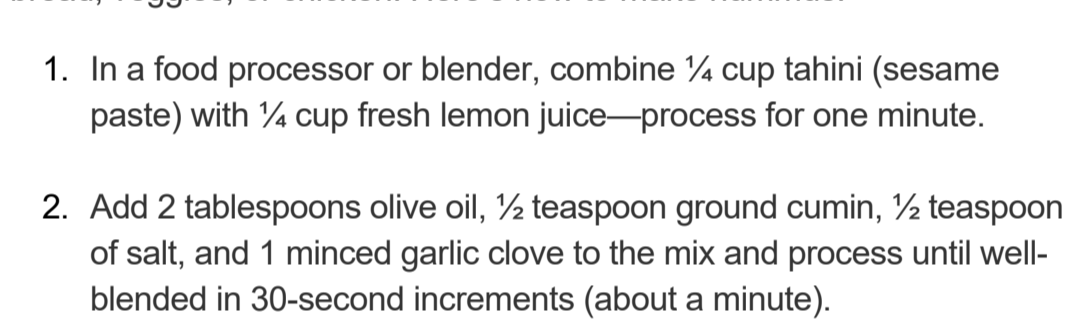 1. In a food processor or blender, combine ¼ cup tahini (sesame
paste) with ¼ cup fresh lemon juice—process for one minute.
2. Add 2 tablespoons olive oil, ½ teaspoon ground cumin, ½ teaspoon
of salt, and 1 minced garlic clove to the mix and process until well-
blended in 30-second increments (about a minute).